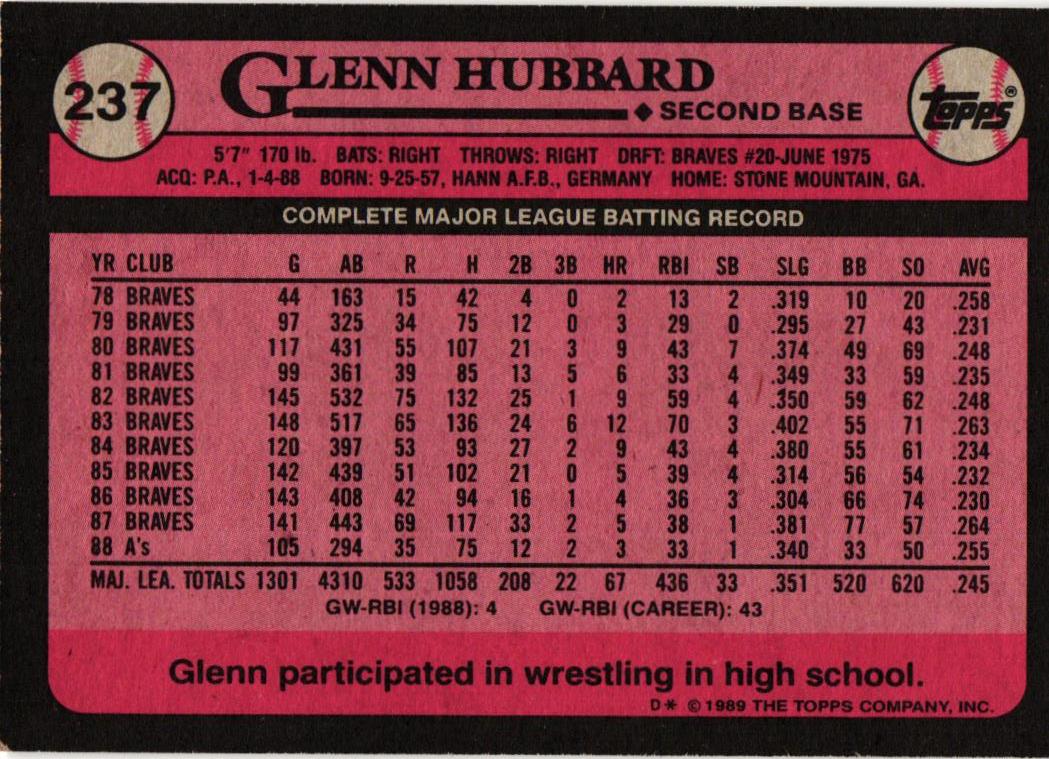 237
GLENN HUBBARD
◆ SECOND BASE
TOPPS®
5'7" 170 lb. BATS: RIGHT THROWS: RIGHT DRFT: BRAVES #20-JUNE 1975
ACQ: P.A., 1-4-88 BORN: 9-25-57, HANN A.F.B., GERMANY HOME: STONE MOUNTAIN, GA.
COMPLETE MAJOR LEAGUE BATTING RECORD
YR CLUB G AB R H 2B 3B HR RBI SB SLG BB SO AVG
78 BRAVES 44 163 15 42 4 0 2 13 2 .319 10 20 .258
79 BRAVES 97 325 34 75 12 0 3 29 0 .295 27 43 .231
80 BRAVES 117 431 55 107 21 3 9 43 7 .374 49 69 .248
81 BRAVES 99 361 39 85 13 5 6 33 4 .349 33 59 .235
82 BRAVES 145 532 75 132 25 1 9 59 4 .350 59 62 .248
83 BRAVES 148 517 65 136 24 6 12 70 3 .402 55 71 .263
84 BRAVES 120 397 53 93 27 2 9 43 4 .380 55 61 .234
85 BRAVES 142 439 51 102 21 0 5 39 4 .314 56 54 .232
86 BRAVES 143 408 42 94 16 1 4 36 3 .304 66 74 .230
87 BRAVES 141 443 69 117 33 2 5 38 1 .381 77 57 .264
88 A's 105 294 35 75 12 2 3 33 1 .340 33 50 .255
MAJ. LEA. TOTALS 1301 4310 533 1058 208 22 67 436 33 .351 520 620 .245
GW-RBI (1988): 4 GW-RBI (CAREER): 43
Glenn participated in wrestling in high school.
D* © 1989 THE TOPPS COMPANY, INC.